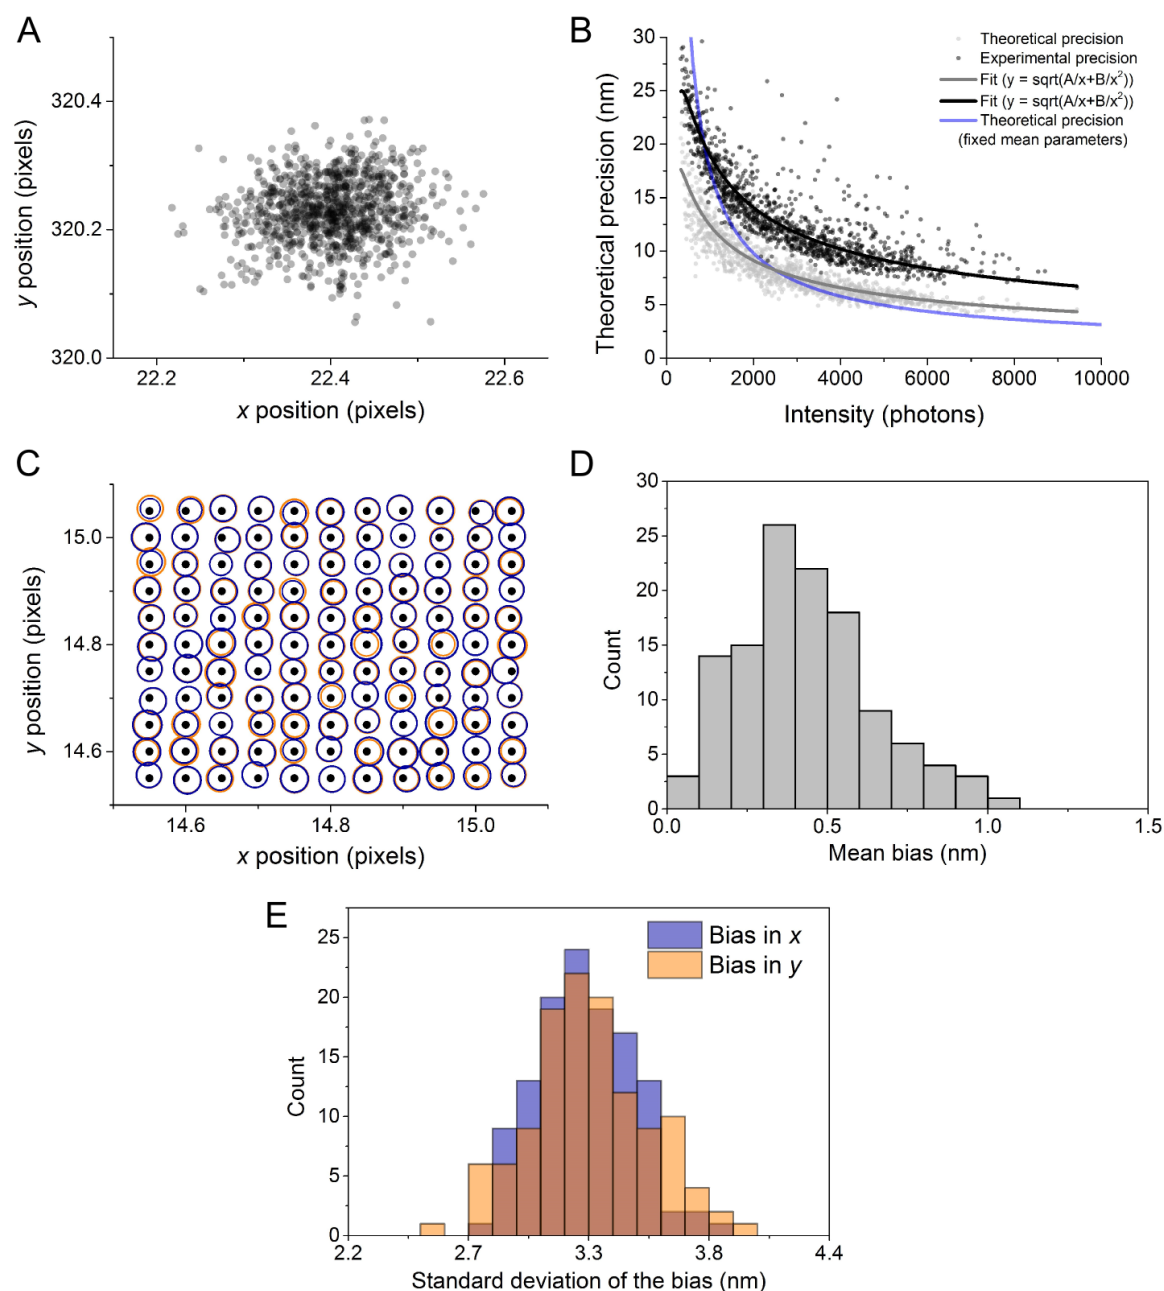 A
320.4
320.2
320.0
22.2 22.4 22.6
y position (pixels)
x position (pixels)
B
30
25
20
15
10
5
0
0 2000 4000 6000 8000 10000
Theoretical precision (nm)
Intensity (photons)
Theoretical precision
Experimental precision
Fit (y = sqrt(A/x+B/x²))
Fit (y = sqrt(A/x+B/x²))
Theoretical precision
(fixed mean parameters)
C
15.0
14.8
14.6
14.6 14.8 15.0
y position (pixels)
x position (pixels)
D
30
25
20
15
10
5
0
0.0 0.5 1.0 1.5
Count
Mean bias (nm)
E
25
20
15
10
5
0
2.2 2.7 3.3 3.8 4.4
Count
Standard deviation of the bias (nm)
Bias in x
Bias in y